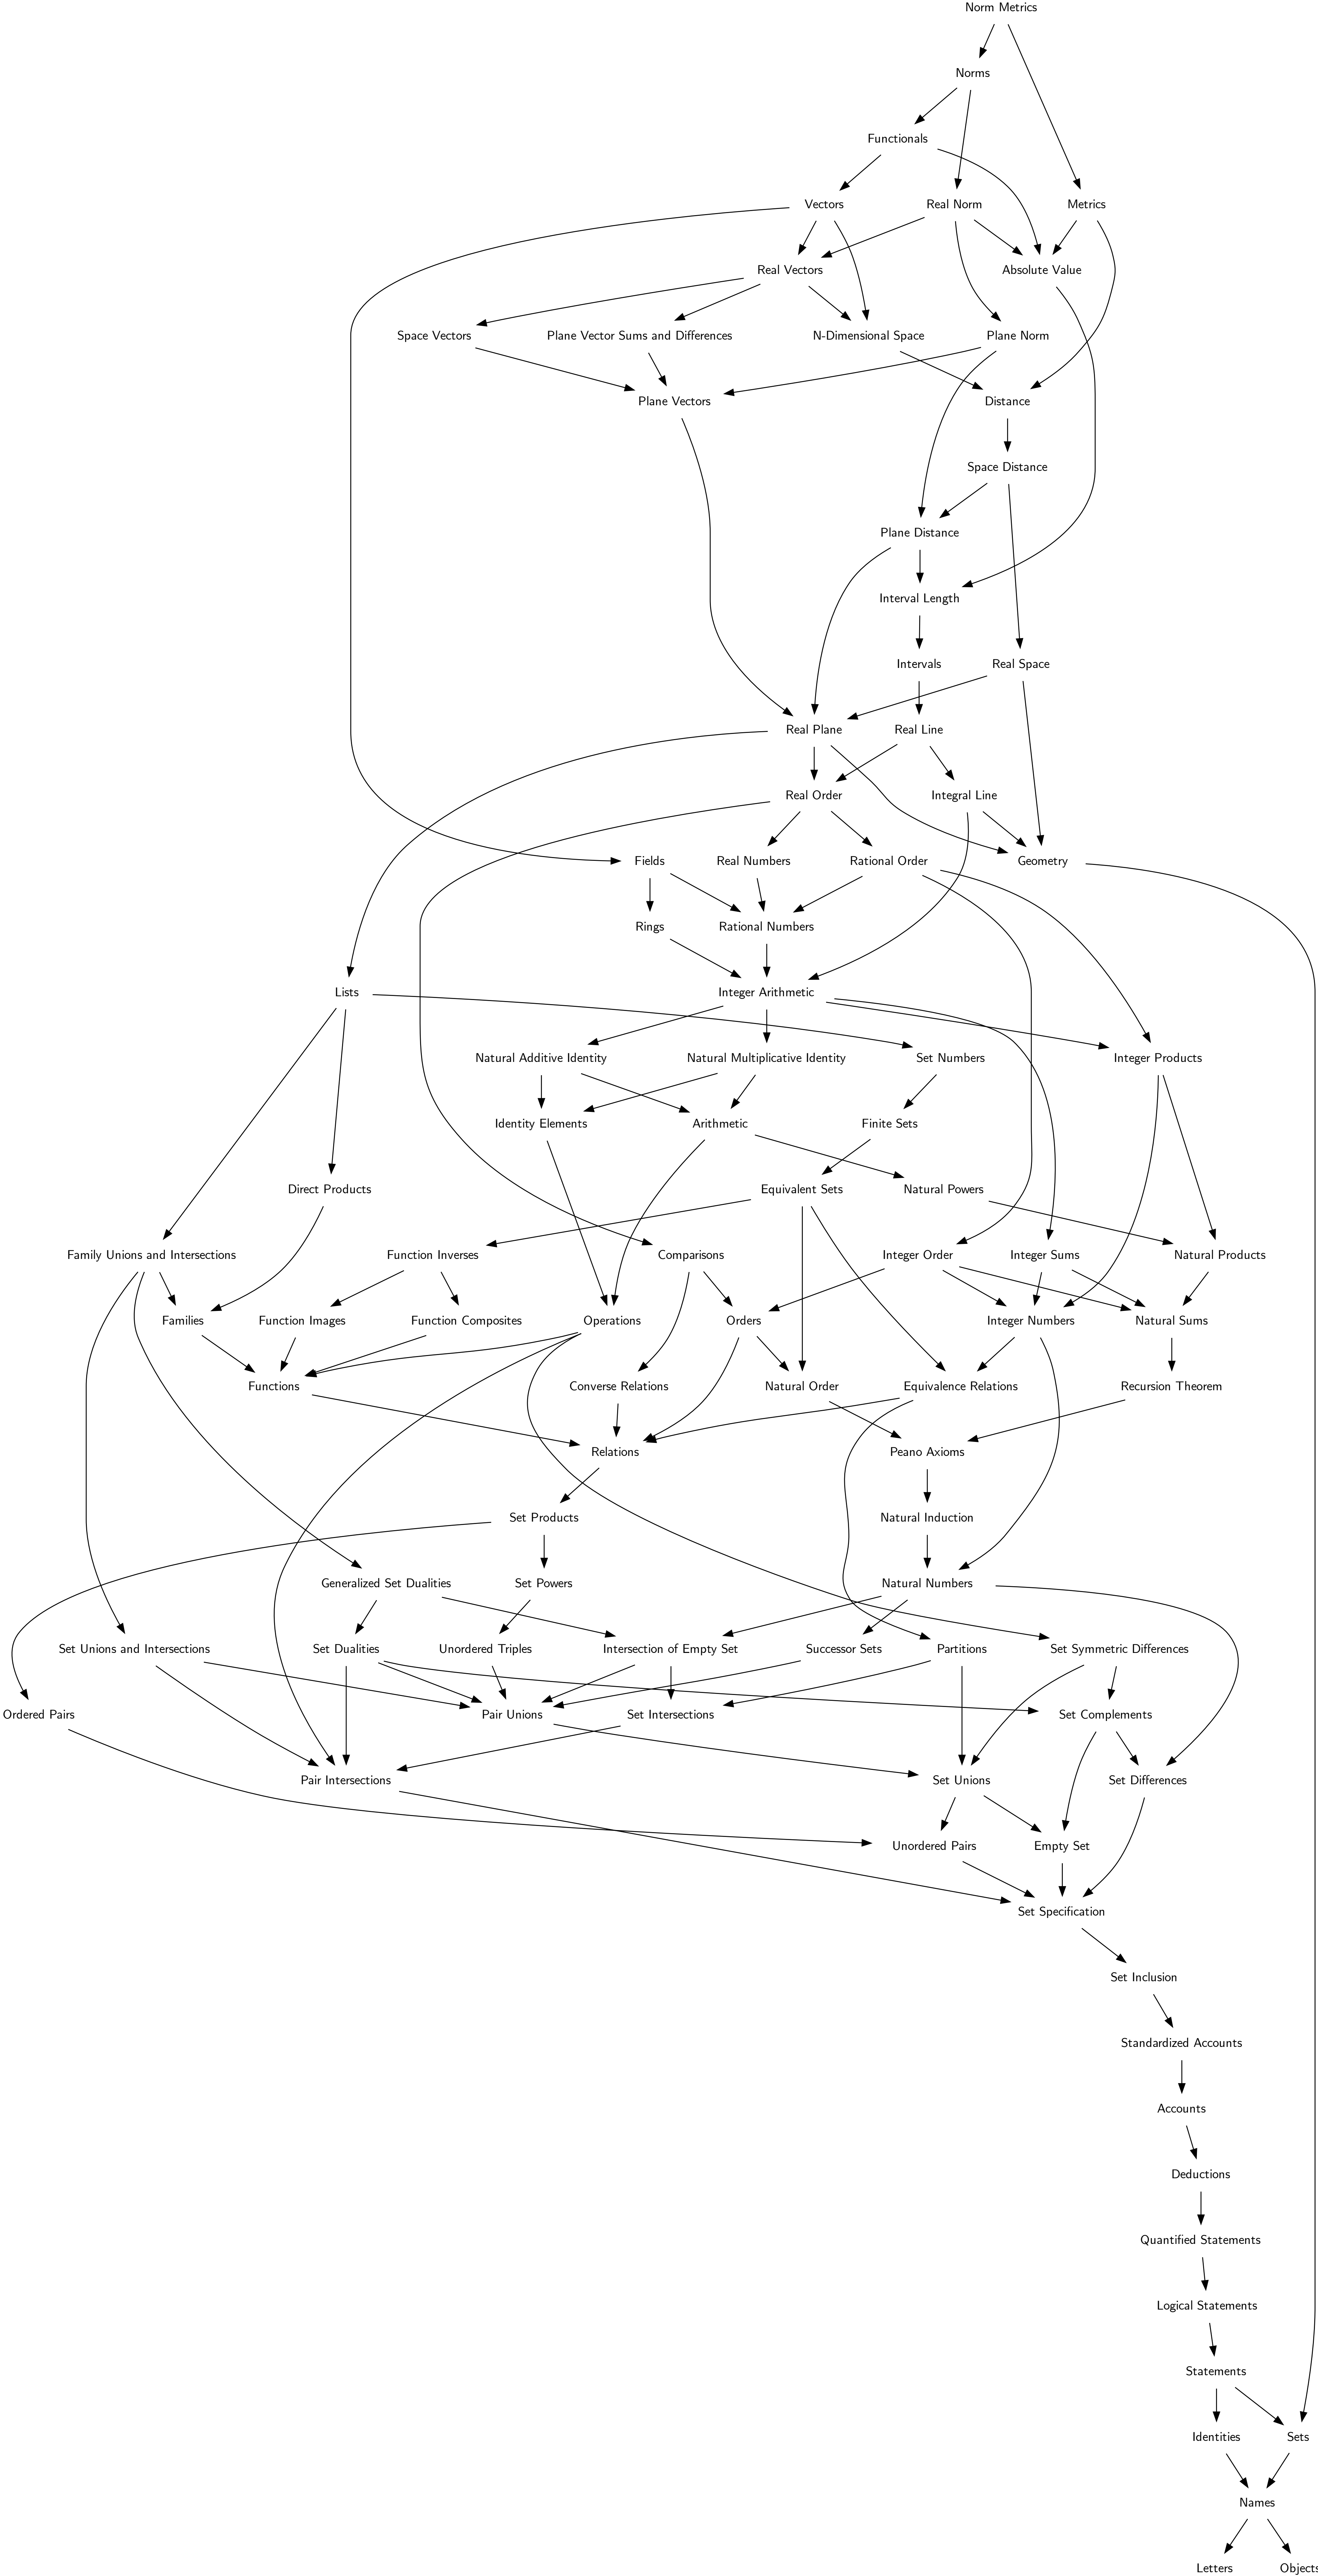 Norm Metrics
Norms
Functionals
Vectors
Real Norm
Metrics
Real Vectors
Absolute Value
Space Vectors
Plane Vector Sums and Differences
N-Dimensional Space
Plane Norm
Plane Vectors
Distance
Space Distance
Plane Distance
Interval Length
Intervals
Real Space
Real Plane
Real Line
Real Order
Integral Line
Fields
Real Numbers
Rational Order
Geometry
Rings
Rational Numbers
Lists
Integer Arithmetic
Natural Additive Identity
Natural Multiplicative Identity
Set Numbers
Integer Products
Identity Elements
Arithmetic
Finite Sets
Direct Products
Equivalent Sets
Natural Powers
Family Unions and Intersections
Function Inverses
Comparisons
Integer Order
Integer Sums
Natural Products
Families
Function Images
Function Composites
Operations
Orders
Integer Numbers
Natural Sums
Functions
Converse Relations
Natural Order
Equivalence Relations
Recursion Theorem
Relations
Peano Axioms
Set Products
Natural Induction
Generalized Set Dualities
Set Powers
Natural Numbers
Set Unions and Intersections
Set Dualities
Unordered Triples
Intersection of Empty Set
Successor Sets
Partitions
Set Symmetric Differences
Ordered Pairs
Pair Unions
Set Intersections
Set Complements
Pair Intersections
Set Unions
Set Differences
Unordered Pairs
Empty Set
Set Specification
Set Inclusion
Standardized Accounts
Accounts
Deductions
Quantified Statements
Logical Statements
Statements
Identities
Sets
Names
Letters
Objects